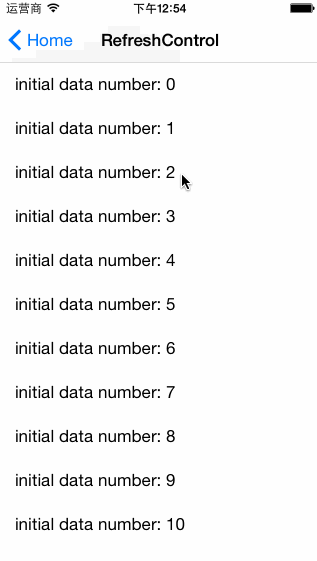 运营商 下午12:54
Home RefreshControl
initial data number: 0
initial data number: 1
initial data number: 2
initial data number: 3
initial data number: 4
initial data number: 5
initial data number: 6
initial data number: 7
initial data number: 8
initial data number: 9
initial data number: 10